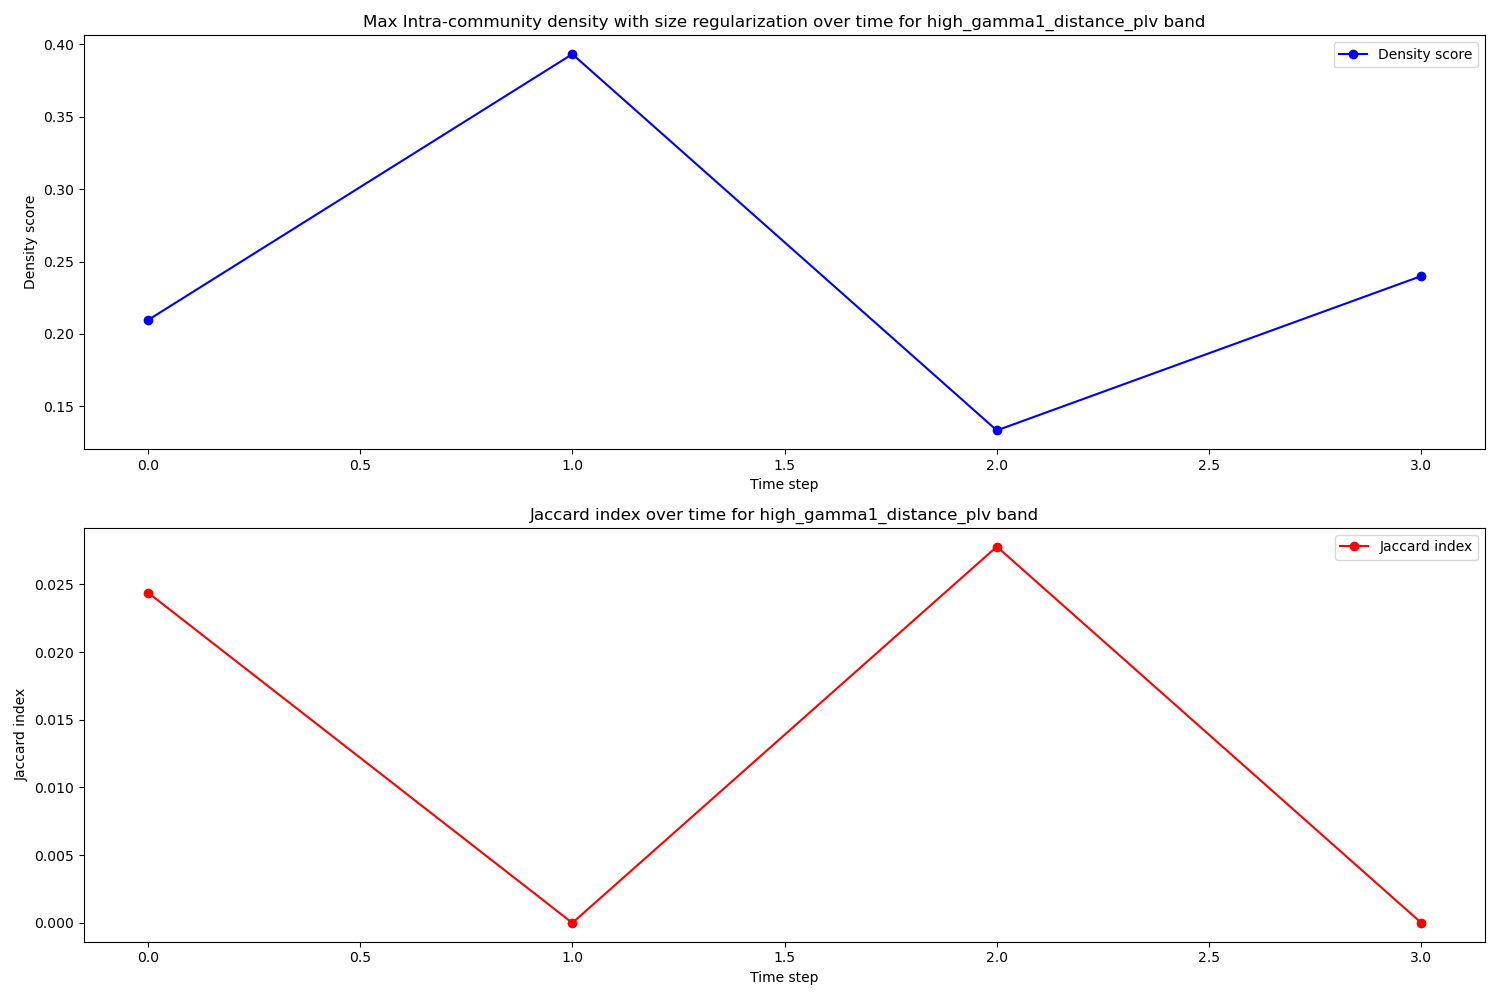 Max Intra-community density with size regularization over time for high_gamma1_distance_plv band
Density score
0.40
0.35
0.30
0.25
0.20
0.15
Density score
0.0 0.5 1.0 1.5 2.0 2.5 3.0
Time step
Jaccard index over time for high_gamma1_distance_plv band
Jaccard index
0.025
0.020
0.015
0.010
0.005
0.000
Jaccard index
0.0 0.5 1.0 1.5 2.0 2.5 3.0
Time step